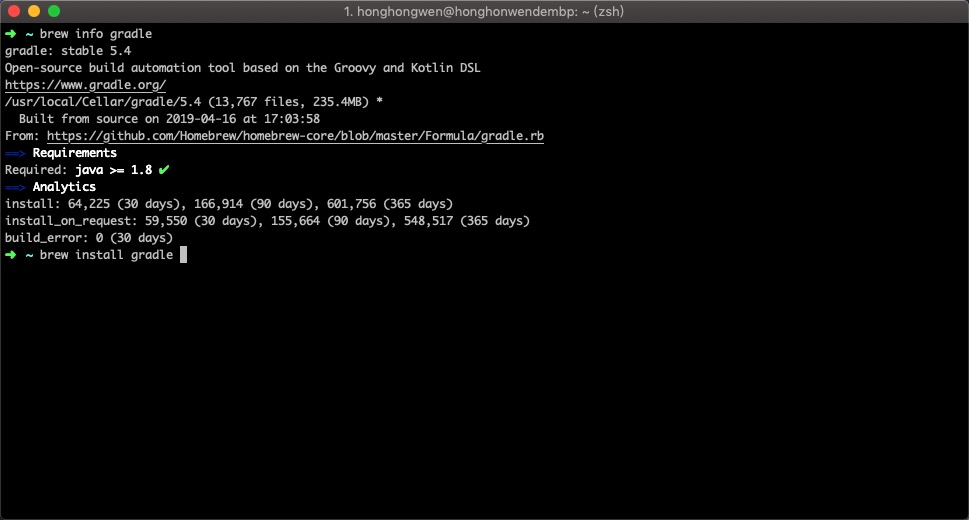 1. honghongwen@honghonwendembp: ~ (zsh)
➜ ~ brew info gradle
gradle: stable 5.4
Open-source build automation tool based on the Groovy and Kotlin DSL
https://www.gradle.org/
/usr/local/Cellar/gradle/5.4 (13,767 files, 235.4MB) *
  Built from source on 2019-04-16 at 17:03:58
From: https://github.com/Homebrew/homebrew-core/blob/master/Formula/gradle.rb
==> Requirements
Required: java >= 1.8 ✔
==> Analytics
install: 64,225 (30 days), 166,914 (90 days), 601,756 (365 days)
install_on_request: 59,550 (30 days), 155,664 (90 days), 548,517 (365 days)
build_error: 0 (30 days)
➜ ~ brew install gradle